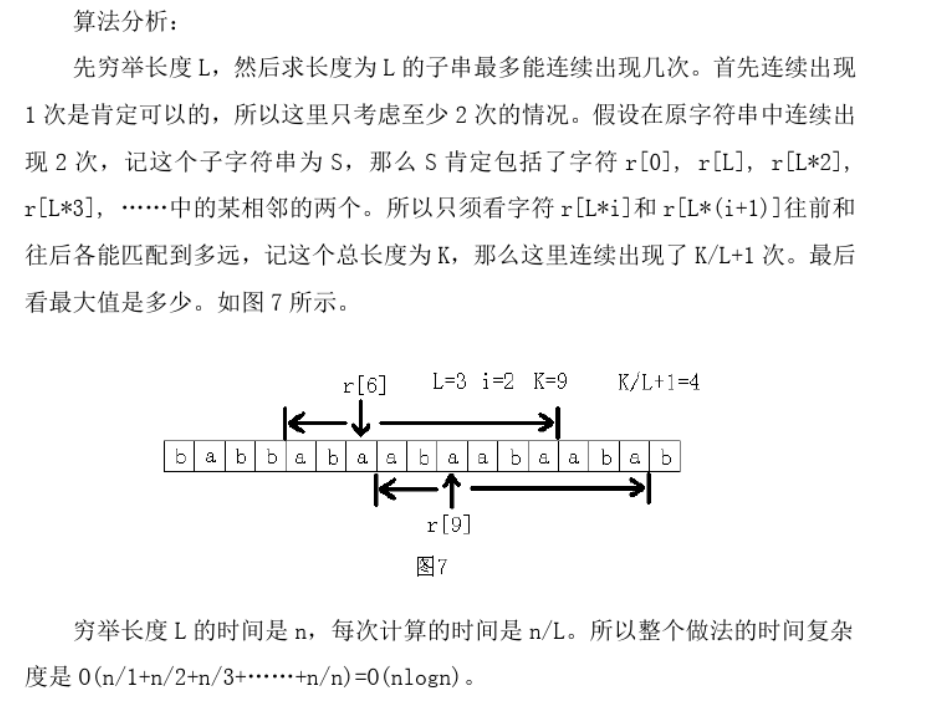 算法分析：
先穷举长度 L，然后求长度为 L 的子串最多能连续出现几次。首先连续出现
1 次是肯定可以的，所以这里只考虑至少 2 次的情况。假设在原字符串中连续出
现 2 次，记这个子字符串为 S，那么 S 肯定包括了字符 r[0], r[L], r[L*2],
r[L*3], ……中的某相邻的两个。所以只须看字符 r[L*i]和 r[L*(i+1)]往前和
往后各能匹配到多远，记这个总长度为 K，那么这里连续出现了 K/L+1 次。最后
看最大值是多少。如图 7 所示。
r[6] L=3 i=2 K=9 K/L+1=4
b a b b a b a a b a a b a a b a b
r[9]
图7
穷举长度 L 的时间是 n，每次计算的时间是 n/L。所以整个做法的时间复杂
度是 O(n/1+n/2+n/3+……+n/n)=O(nlogn)。